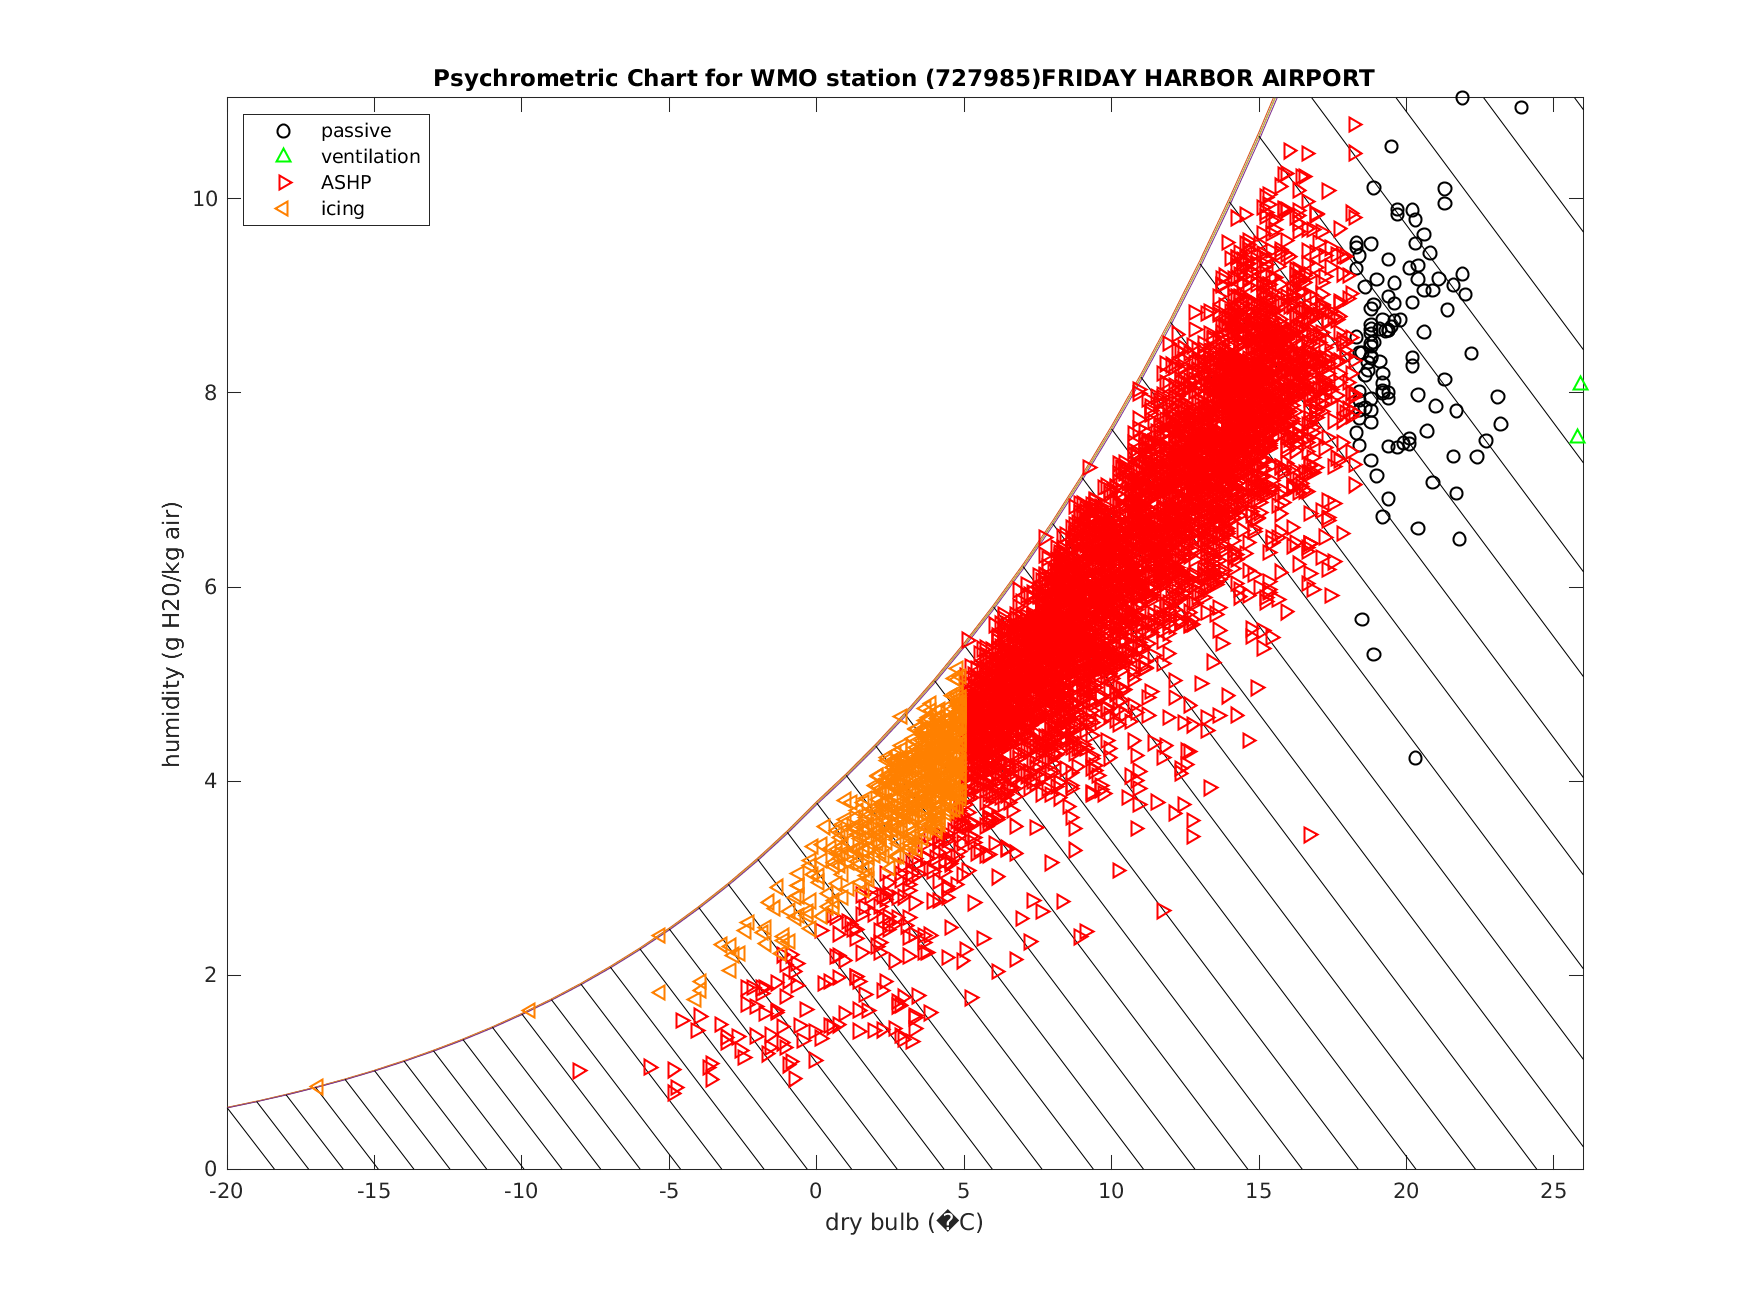 Psychrometric Chart for WMO station (727985)FRIDAY HARBOR AIRPORT
passive
ventilation
ASHP
icing
humidity (g H20/kg air)
10
8
6
4
2
0
-20 -15 -10 -5 0 5 10 15 20 25
dry bulb (�C)